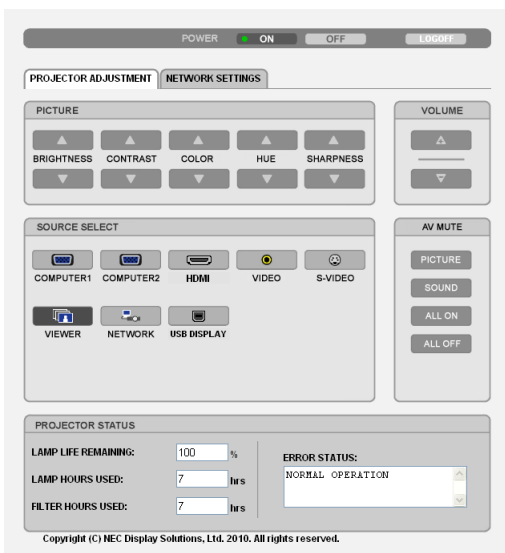 POWER ON OFF LOGOFF
PROJECTOR ADJUSTMENT NETWORK SETTINGS
PICTURE
BRIGHTNESS CONTRAST COLOR HUE SHARPNESS
VOLUME
SOURCE SELECT
COMPUTER1 COMPUTER2 HDMI VIDEO S-VIDEO
VIEWER NETWORK USB DISPLAY
AV MUTE
PICTURE
SOUND
ALL ON
ALL OFF
PROJECTOR STATUS
LAMP LIFE REMAINING: 100 %
LAMP HOURS USED: 7 hrs
FILTER HOURS USED: 7 hrs
ERROR STATUS:
NORMAL OPERATION
Copyright (C) NEC Display Solutions, Ltd. 2010. All rights reserved.